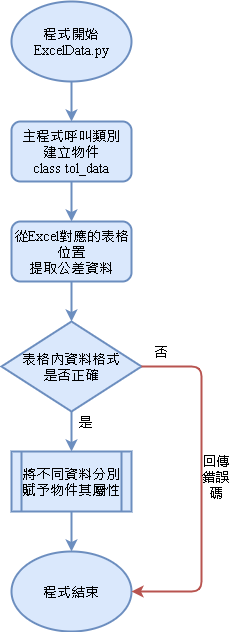 程式開始
ExcelData.py
主程式呼叫類別
建立物件
class tol_data
從Excel對應的表格
位置
提取公差資料
表格內資料格式
是否正確
否
是
回傳
錯誤
碼
將不同資料分別
賦予物件其屬性
程式結束